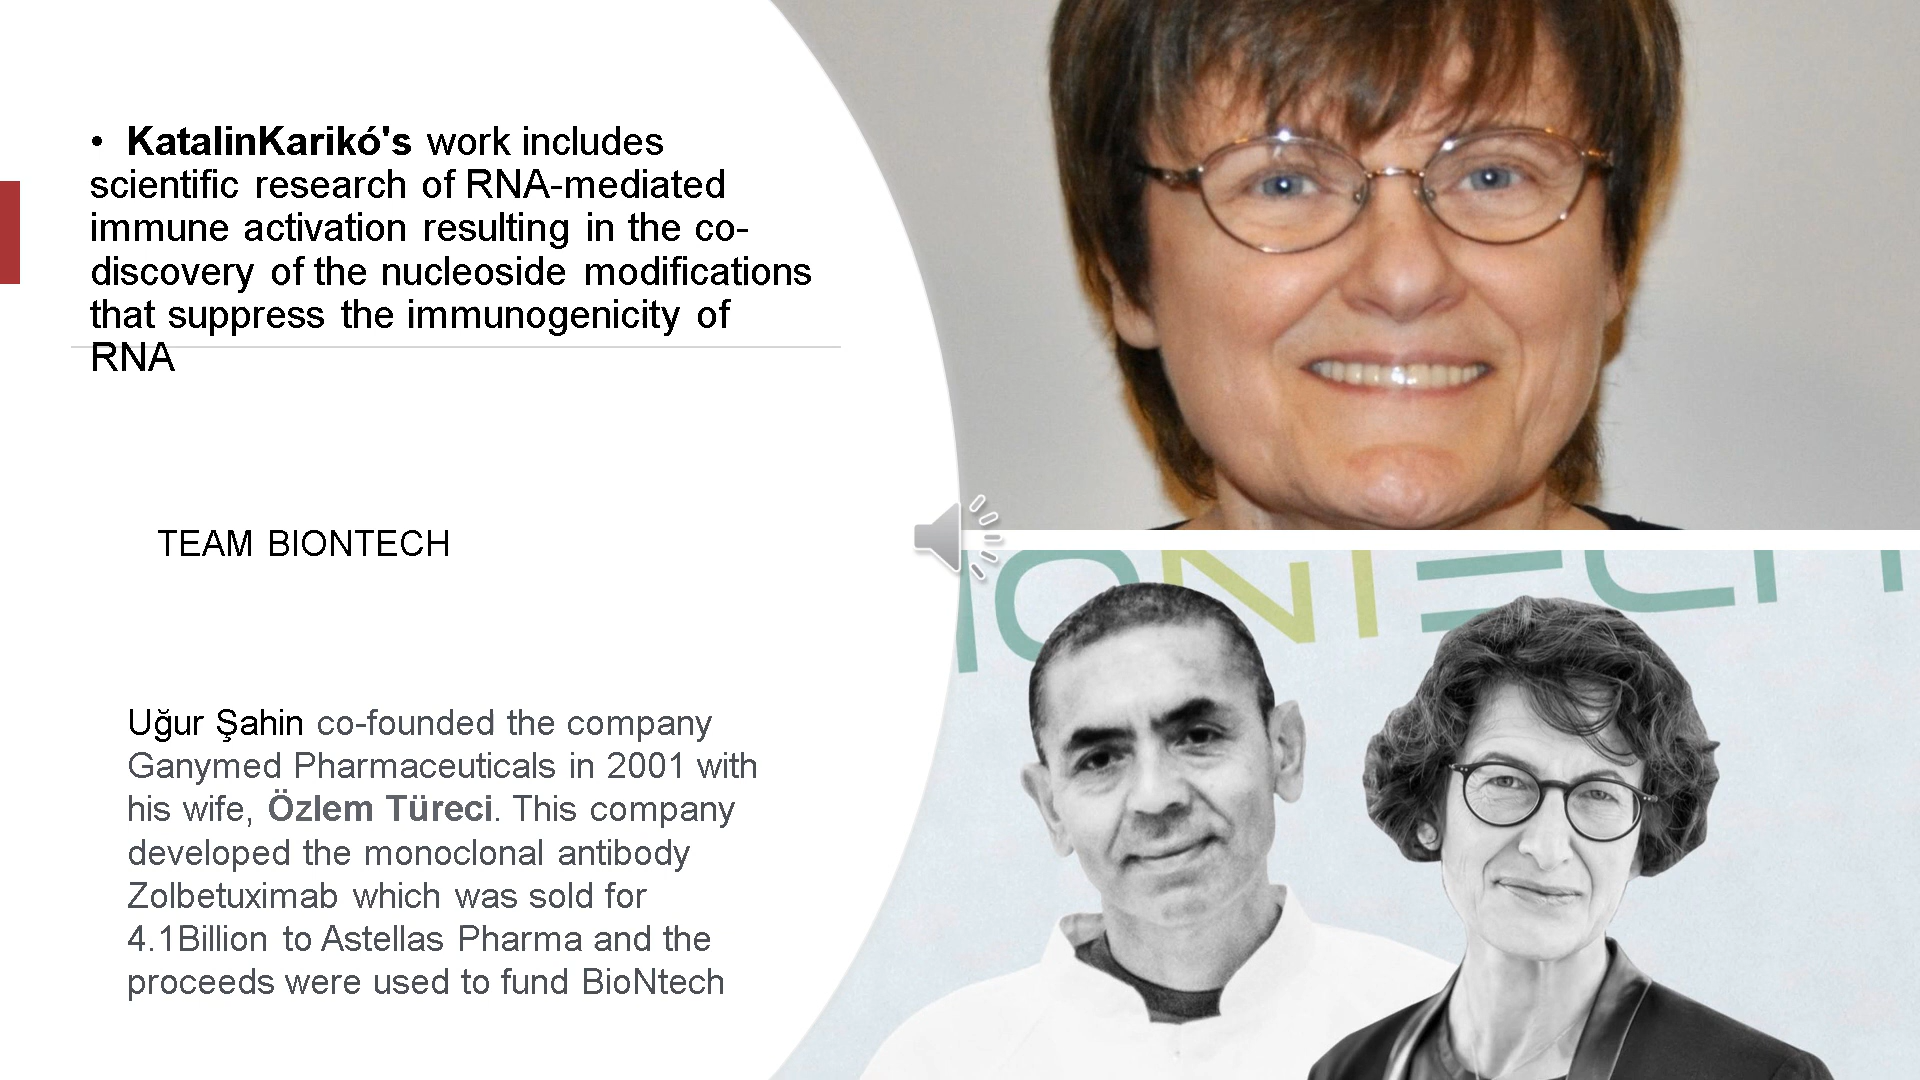 • KatalinKarikó's work includes
scientific research of RNA-mediated
immune activation resulting in the co-
discovery of the nucleoside modifications
that suppress the immunogenicity of
RNA
TEAM BIONTECH
IONTECH
Uğur Şahin co-founded the company
Ganymed Pharmaceuticals in 2001 with
his wife, Özlem Türeci. This company
developed the monoclonal antibody
Zolbetuximab which was sold for
4.1Billion to Astellas Pharma and the
proceeds were used to fund BioNtech